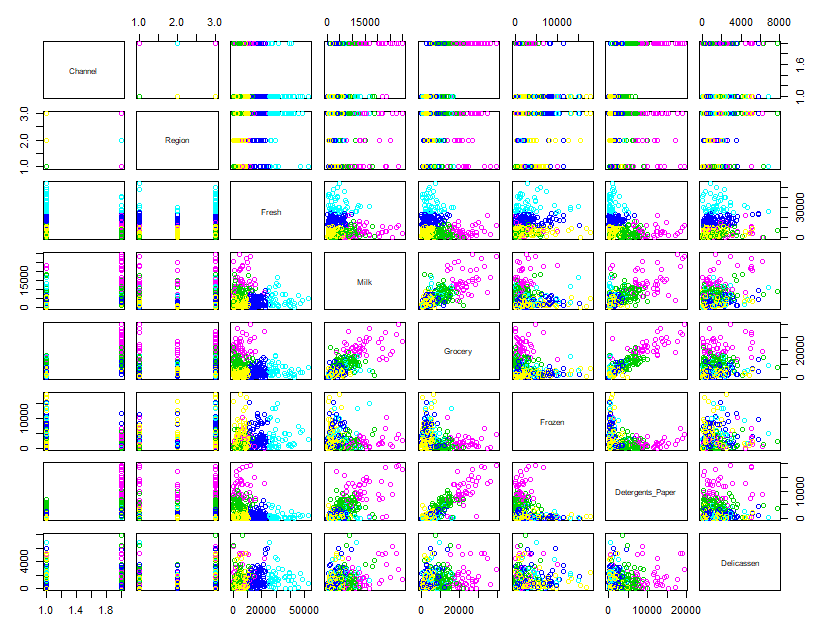 1.0 2.0 3.0 0 15000 0 10000 0 4000 8000
Channel
1.0 1.6
Region
1.0 2.0 3.0
Fresh
0 30000
Milk
0 15000
Grocery
0 20000
Frozen
0 10000
Detergents_Paper
0 10000
Delicassen
0 4000
1.0 1.4 1.8 0 20000 50000 0 20000 0 10000 20000